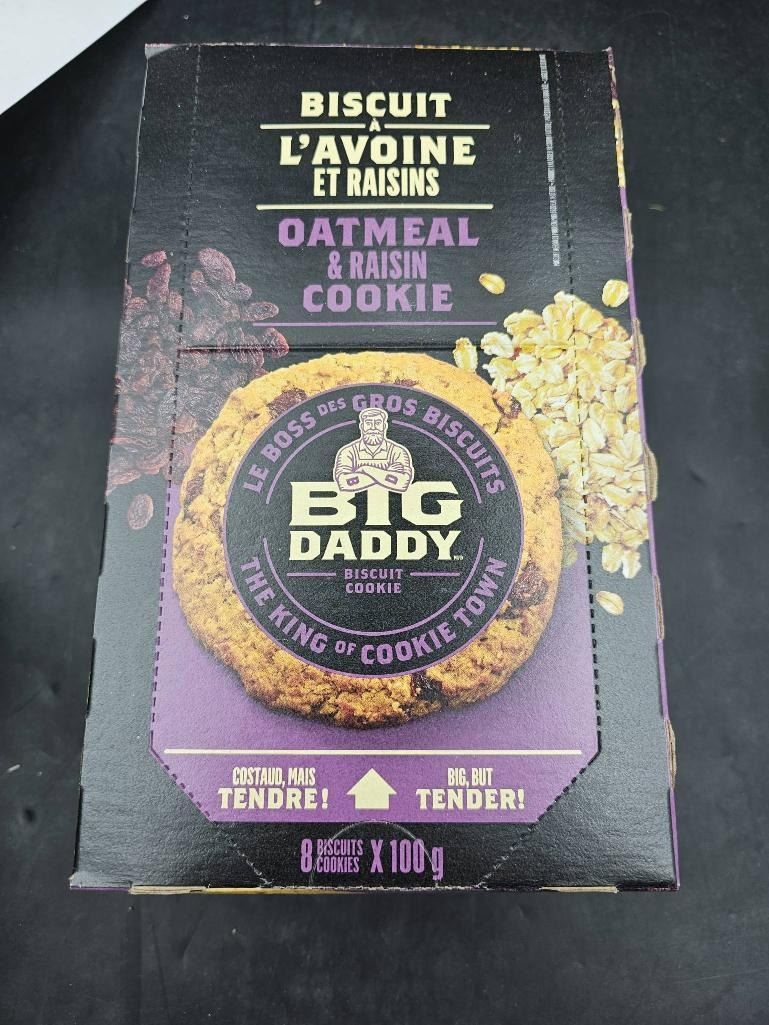 BISCUIT
À
L'AVOINE
ET RAISINS
OATMEAL
& RAISIN
COOKIE
LE BOSS DES GROS BISCUITS
BIG
DADDY
BISCUIT
COOKIE
THE KING OF COOKIE TOWN
COSTAUD, MAIS
TENDRE!
BIG, BUT
TENDER!
8 BISCUITS
COOKIES X 100 g